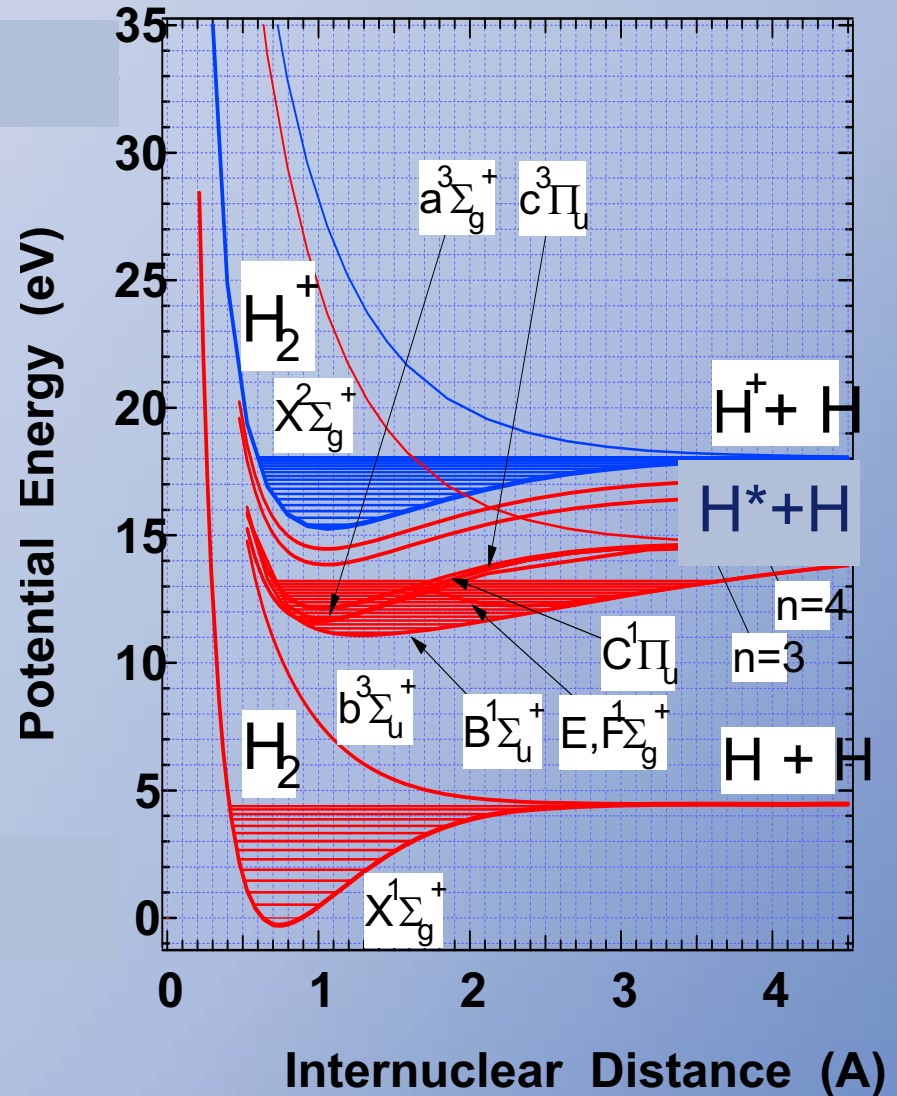 Potential Energy (eV)
35
30
25
20
15
10
5
0
a³Σg⁺
c³Πu
H₂⁺
X²Σg⁺
H⁺+ H
H*+H
n=4
n=3
C¹Πu
b³Σu⁺
B¹Σu⁺
E,F¹Σg⁺
H₂
H + H
X¹Σg⁺
0 1 2 3 4
Internuclear Distance (A)